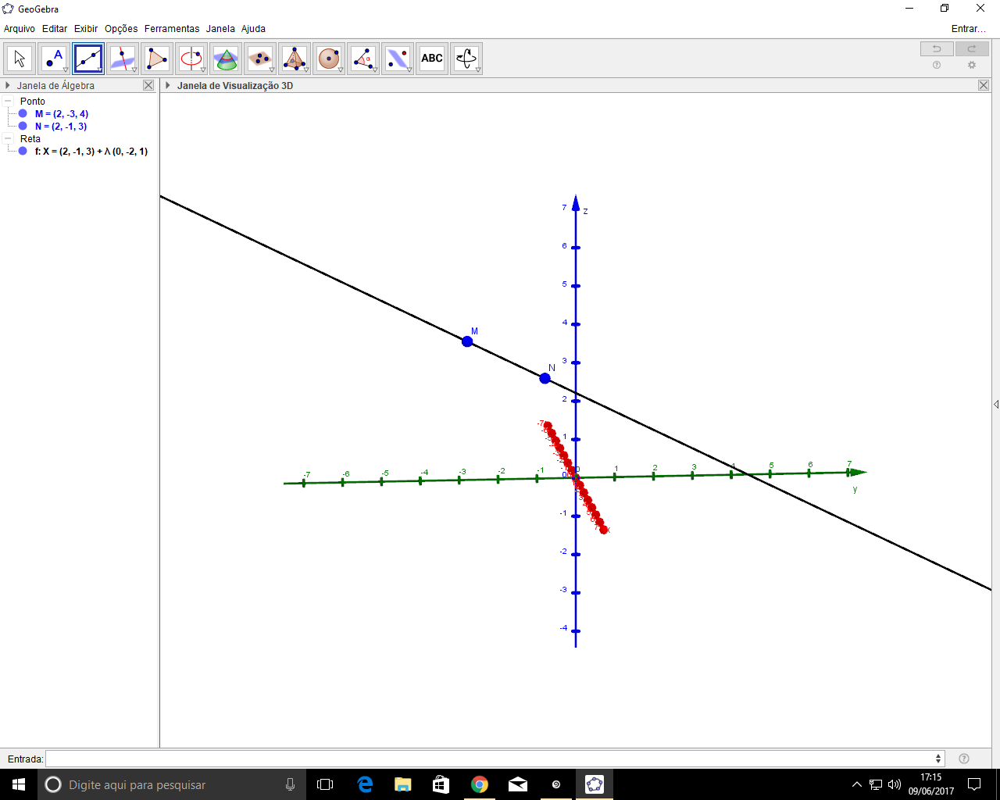 GeoGebra
Arquivo Editar Exibir Opções Ferramentas Janela Ajuda
Entrar...
A
α
ABC
Janela de Álgebra
Janela de Visualização 3D
Ponto
M = (2, -3, 4)
N = (2, -1, 3)
Reta
f: X = (2, -1, 3) + λ (0, -2, 1)
7
z
6
5
4
M
3
N
2
-7
1
-7 -6 -5 -4 -3 -2 -1 0 0 1 2 3 4 5 6 7
y
-1
7
x
-2
-3
-4
Entrada:
Digite aqui para pesquisar
17:15
09/06/2017